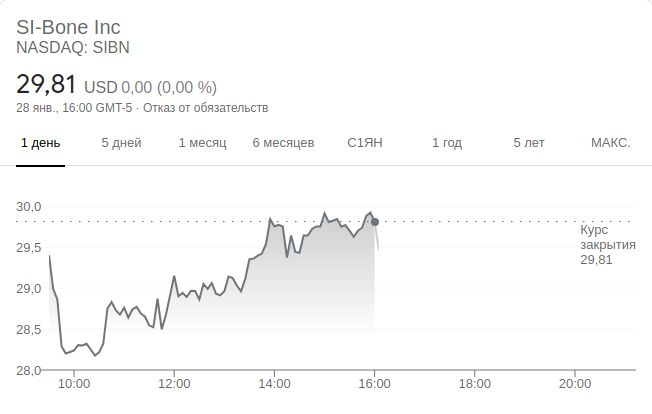 SI-Bone Inc
NASDAQ: SIBN
29,81 USD 0,00 (0,00 %)
28 янв., 16:00 GMT-5 · Отказ от обязательств
1 день 5 дней 1 месяц 6 месяцев С1ЯН 1 год 5 лет МАКС.
30,0
Курс
закрытия
29,81
29,5
29,0
28,5
28,0
10:00 12:00 14:00 16:00 18:00 20:00